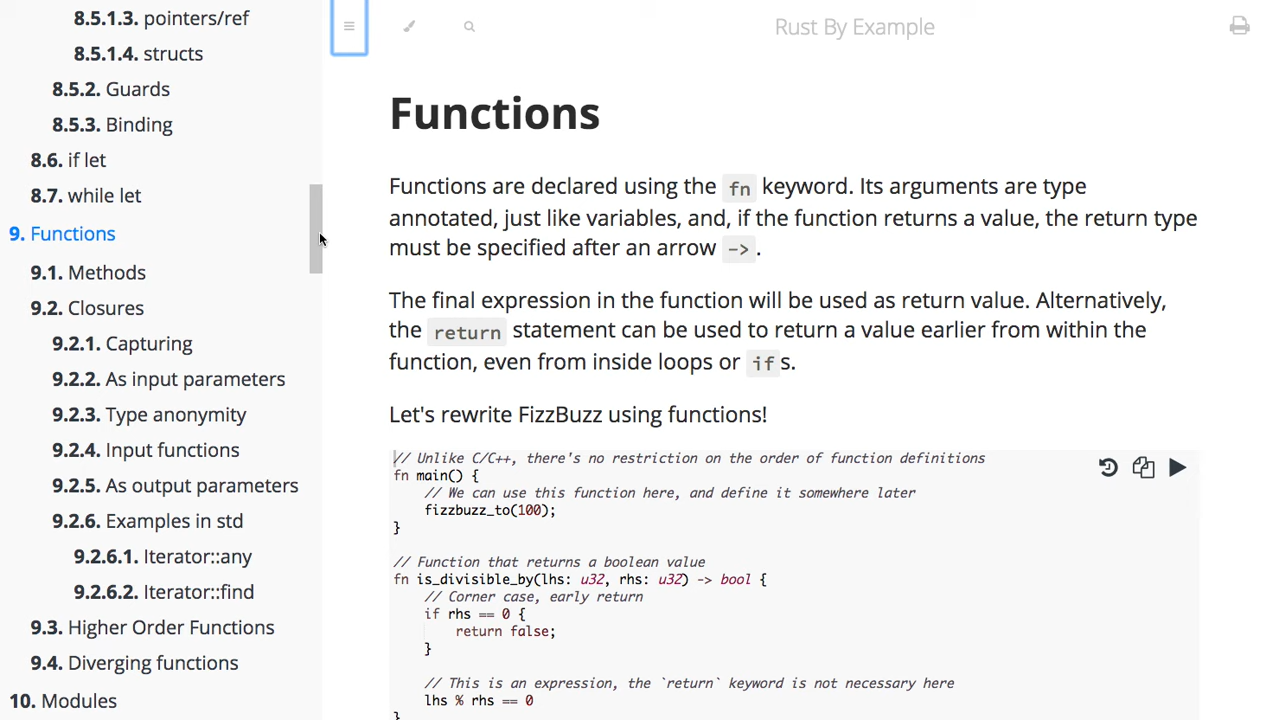 8.5.1.3. pointers/ref
8.5.1.4. structs
8.5.2. Guards
8.5.3. Binding
8.6. if let
8.7. while let
9. Functions
9.1. Methods
9.2. Closures
9.2.1. Capturing
9.2.2. As input parameters
9.2.3. Type anonymity
9.2.4. Input functions
9.2.5. As output parameters
9.2.6. Examples in std
9.2.6.1. Iterator::any
9.2.6.2. Iterator::find
9.3. Higher Order Functions
9.4. Diverging functions
10. Modules
Rust By Example
Functions
Functions are declared using the fn keyword. Its arguments are type
annotated, just like variables, and, if the function returns a value, the return type
must be specified after an arrow ->.
The final expression in the function will be used as return value. Alternatively,
the return statement can be used to return a value earlier from within the
function, even from inside loops or ifs.
Let's rewrite FizzBuzz using functions!
// Unlike C/C++, there's no restriction on the order of function definitions
fn main() {
    // We can use this function here, and define it somewhere later
    fizzbuzz_to(100);
}
// Function that returns a boolean value
fn is_divisible_by(lhs: u32, rhs: u32) -> bool {
    // Corner case, early return
    if rhs == 0 {
        return false;
    }
    // This is an expression, the `return` keyword is not necessary here
    lhs % rhs == 0
}